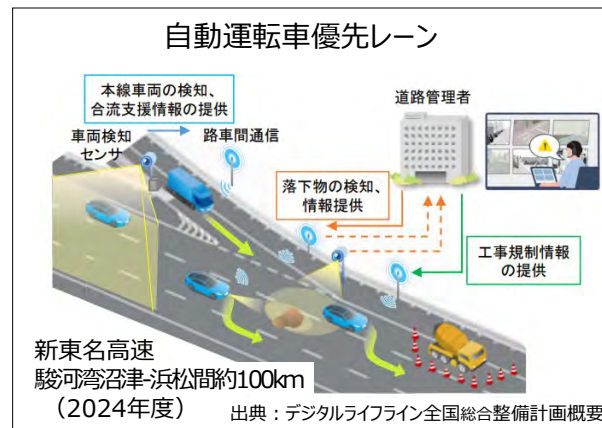 自動運転車優先レーン
本線車両の検知、
合流支援情報の提供
車両検知
センサ
路車間通信
道路管理者
落下物の検知、
情報提供
工事規制情報
の提供
新東名高速
駿河湾沼津-浜松間約100km
（2024年度）
出典：デジタルライフライン全国総合整備計画概要